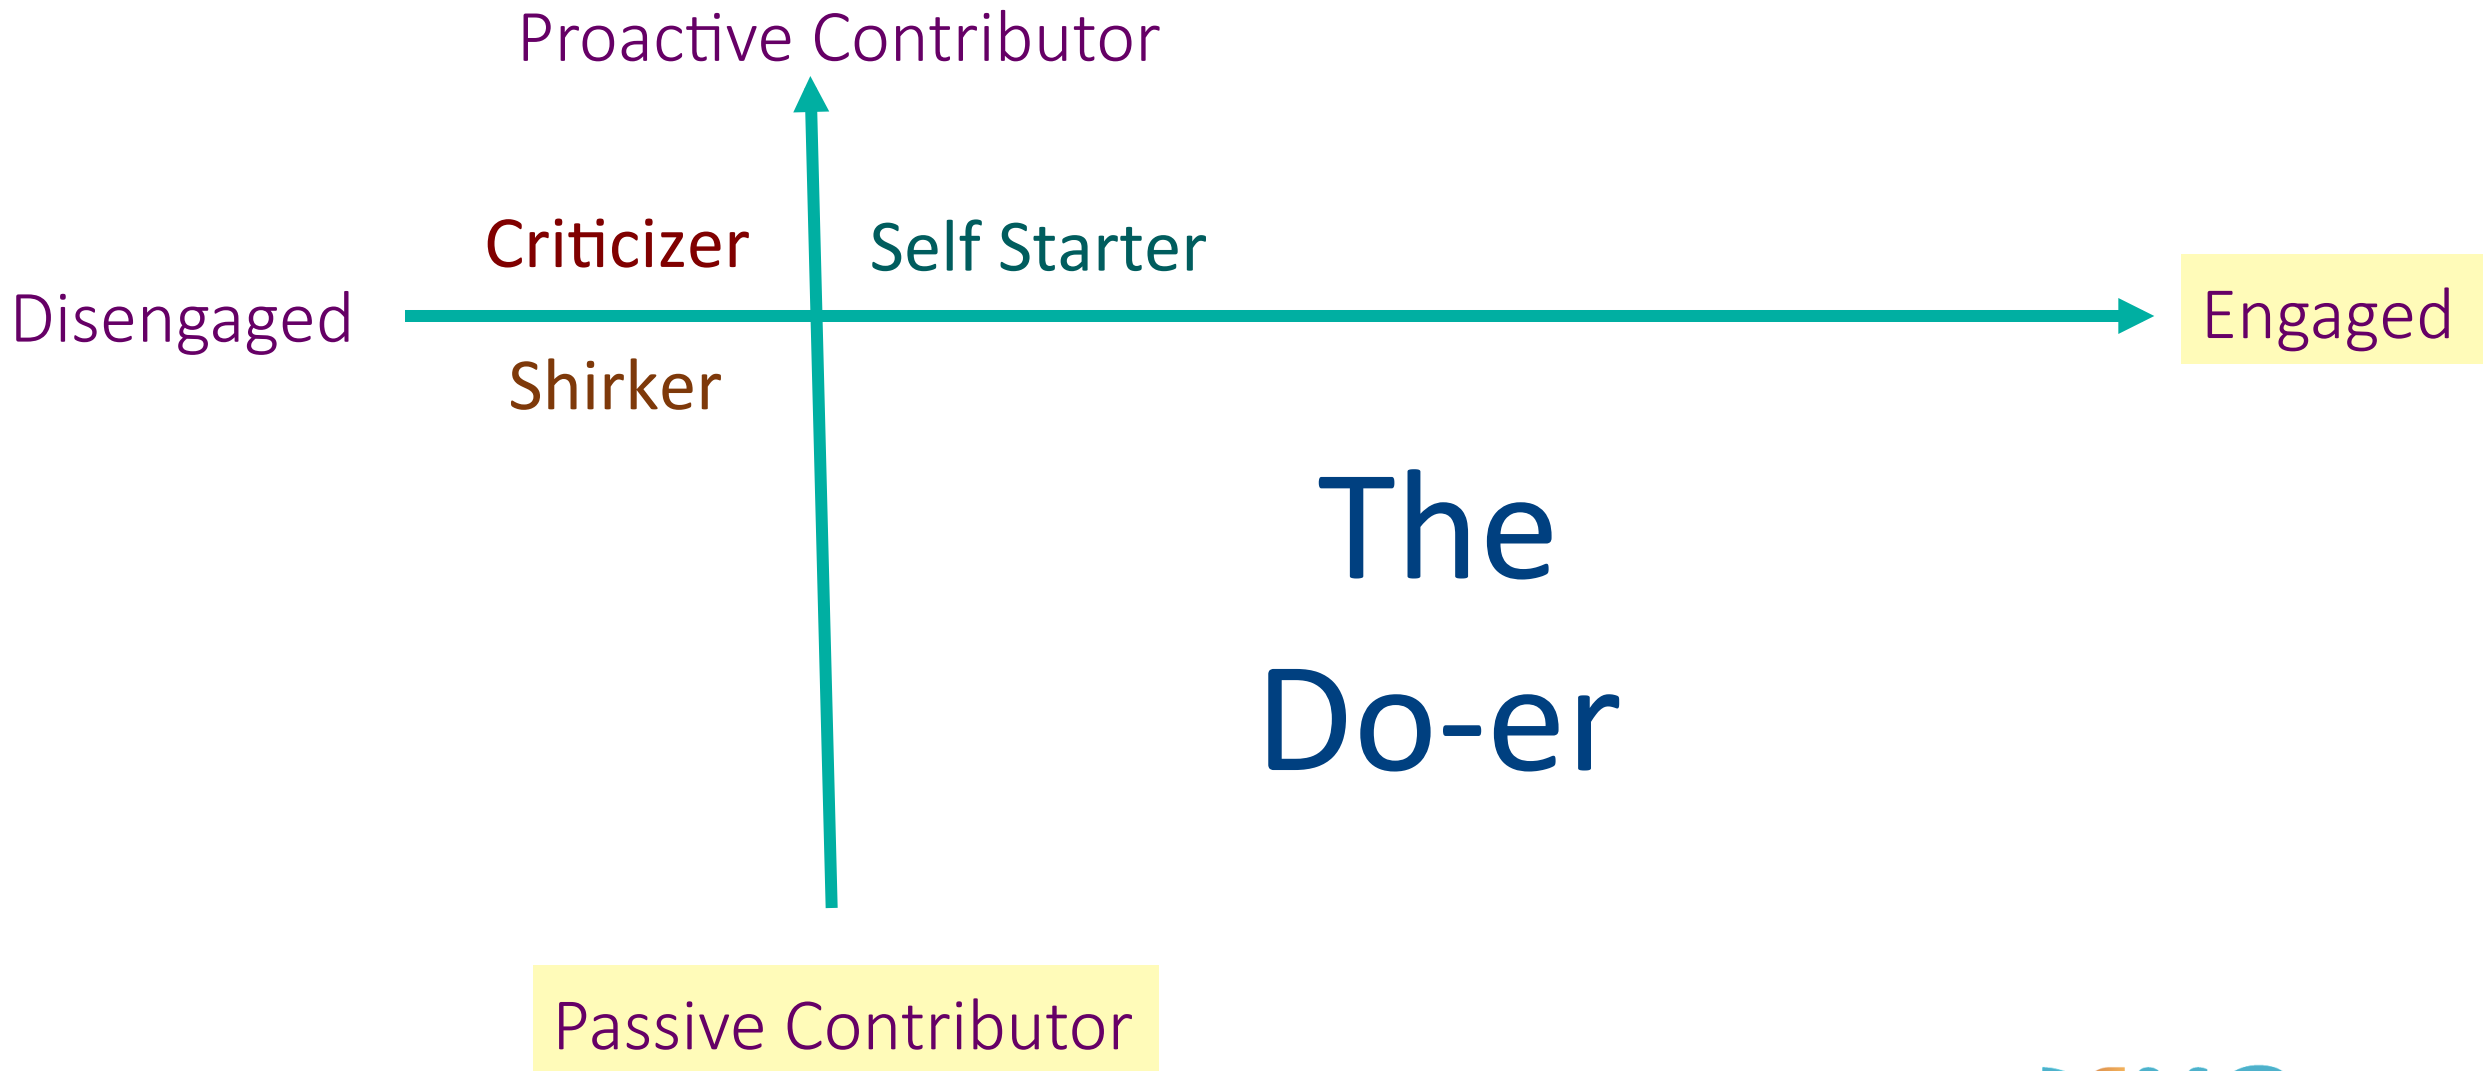 Proactive Contributor
Criticizer
Self Starter
Disengaged
Engaged
Shirker
The
Do-er
Passive Contributor